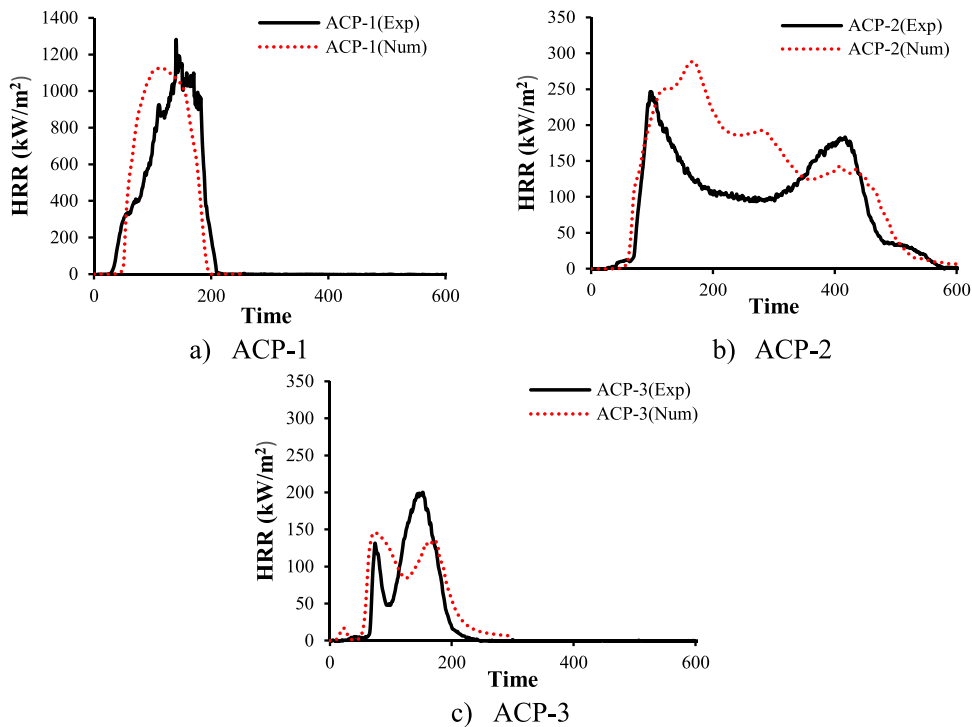 ACP-1(Exp)
ACP-1(Num)
HRR (kW/m²)
1400
1200
1000
800
600
400
200
0
0 200 400 600
Time
a) ACP-1
ACP-2(Exp)
ACP-2(Num)
HRR (kW/m²)
350
300
250
200
150
100
50
0
0 200 400 600
Time
b) ACP-2
ACP-3(Exp)
ACP-3(Num)
HRR (kW/m²)
350
300
250
200
150
100
50
0
0 200 400 600
Time
c) ACP-3